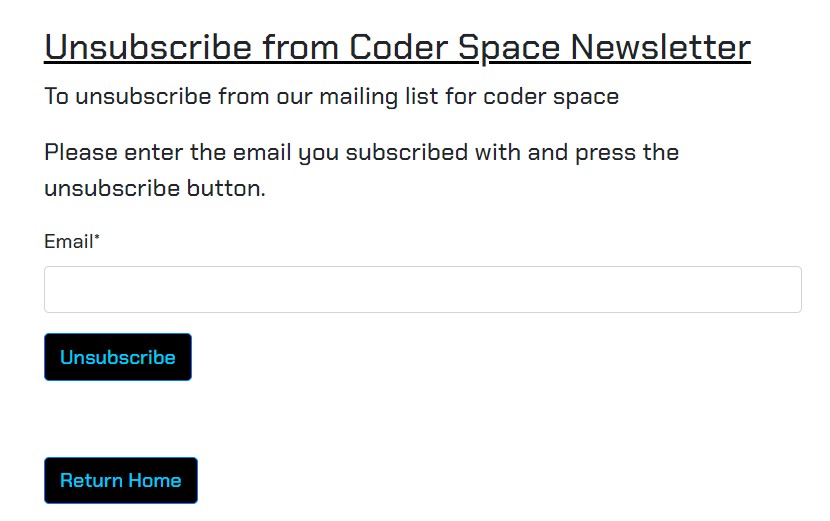 Unsubscribe from Coder Space Newsletter
To unsubscribe from our mailing list for coder space
Please enter the email you subscribed with and press the
unsubscribe button.
Email*
Unsubscribe
Return Home